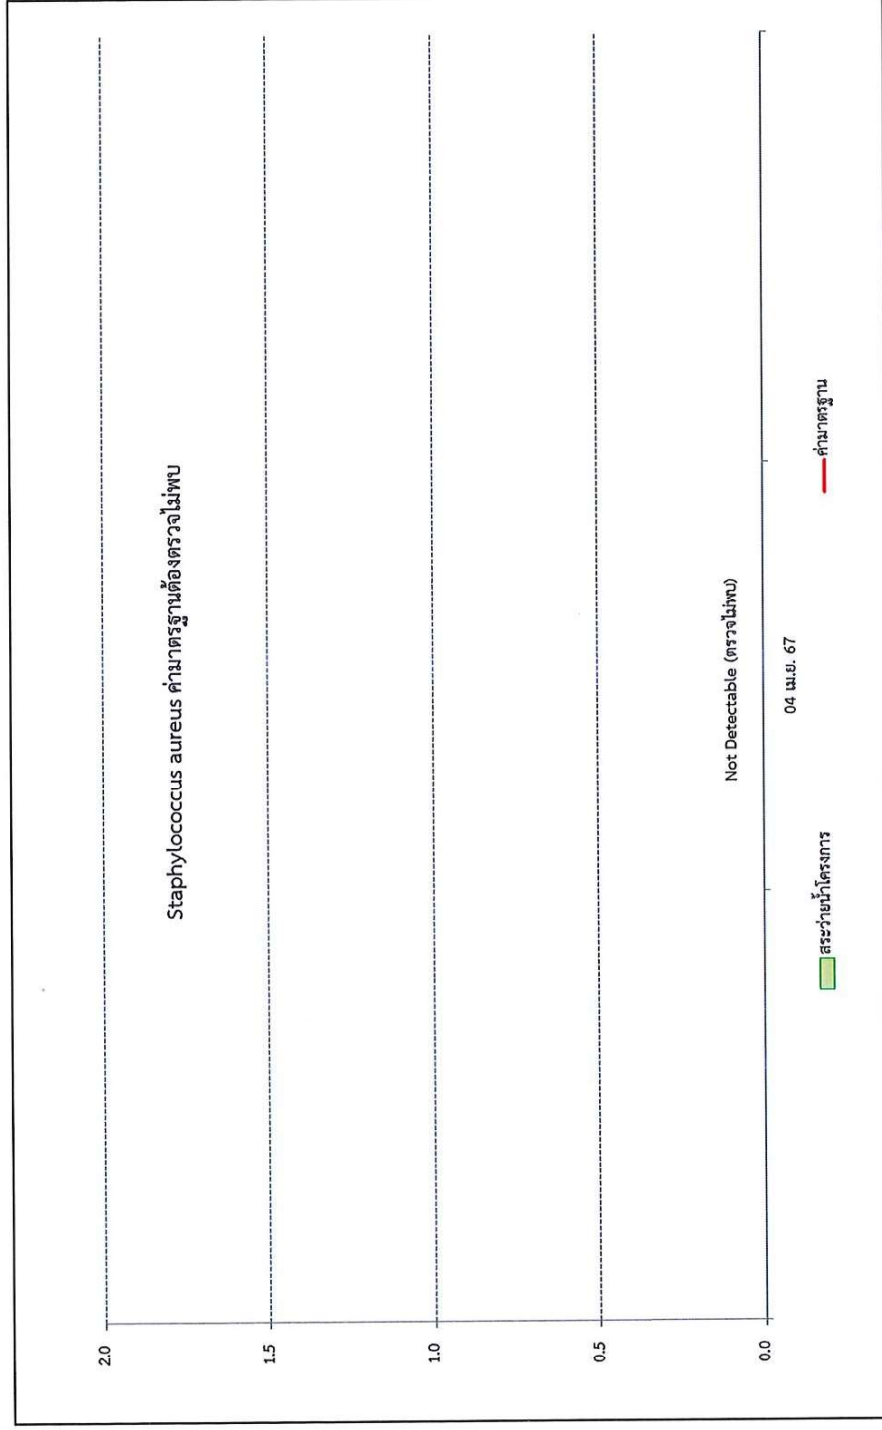 2.0
Staphylococcus aureus ค่ามาตรฐานต้องตรวจไม่พบ
1.5
1.0
0.5
Not Detectable (ตรวจไม่พบ)
0.0
04 เม.ย. 67
สระว่ายน้ำโครงการ
ค่ามาตรฐาน